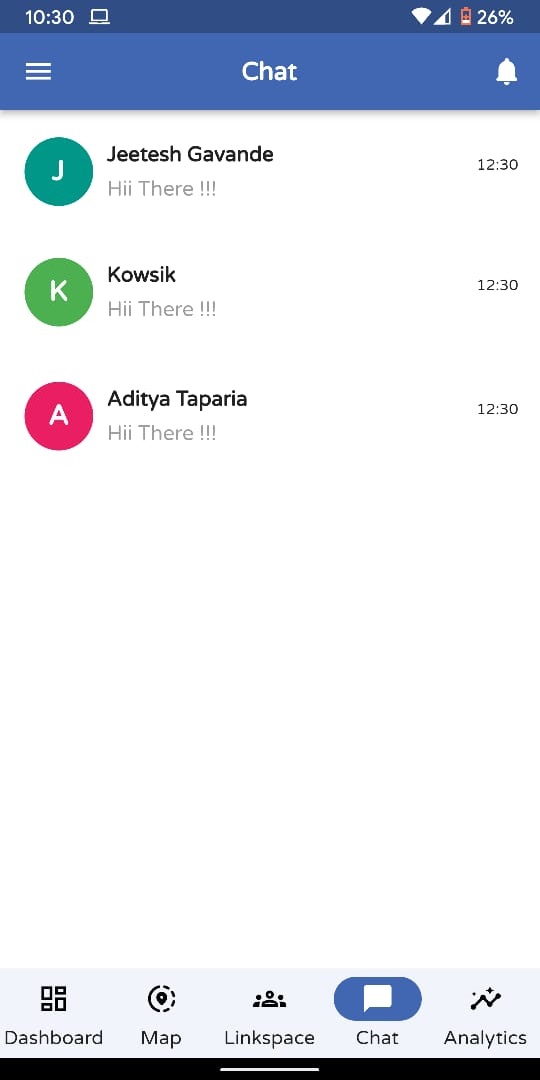 10:30 26%
Chat
J Jeetesh Gavande 12:30
Hii There !!!
K Kowsik 12:30
Hii There !!!
A Aditya Taparia 12:30
Hii There !!!
Dashboard Map Linkspace Chat Analytics